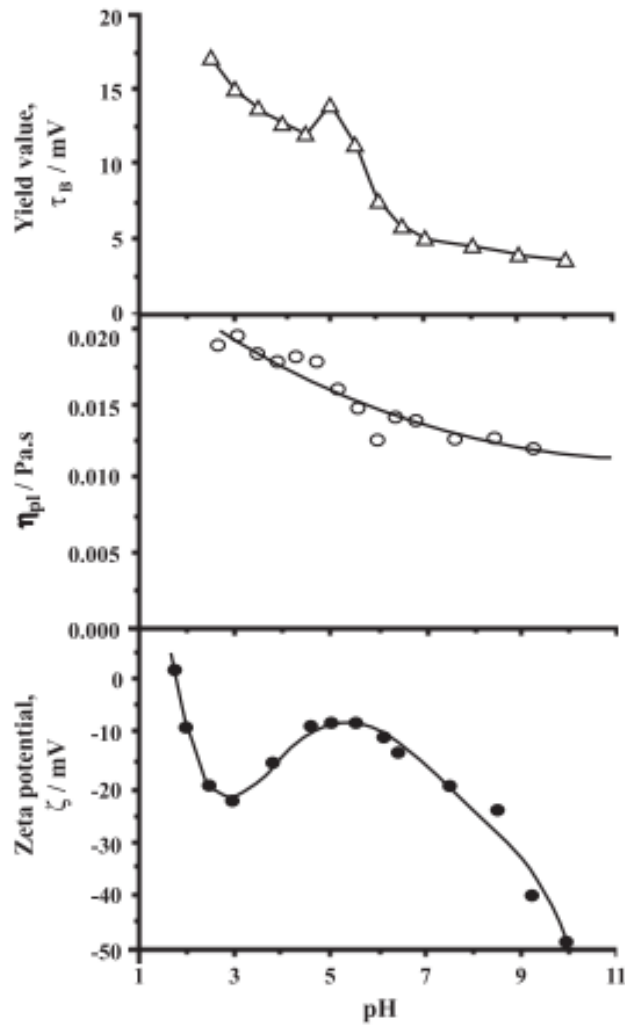 20
15
10
5
0
Yield value,
τB / mV
0.020
0.015
0.010
0.005
0.000
ηpl / Pa.s
0
-10
-20
-30
-40
-50
Zeta potential,
ζ / mV
1 3 5 7 9 11
pH